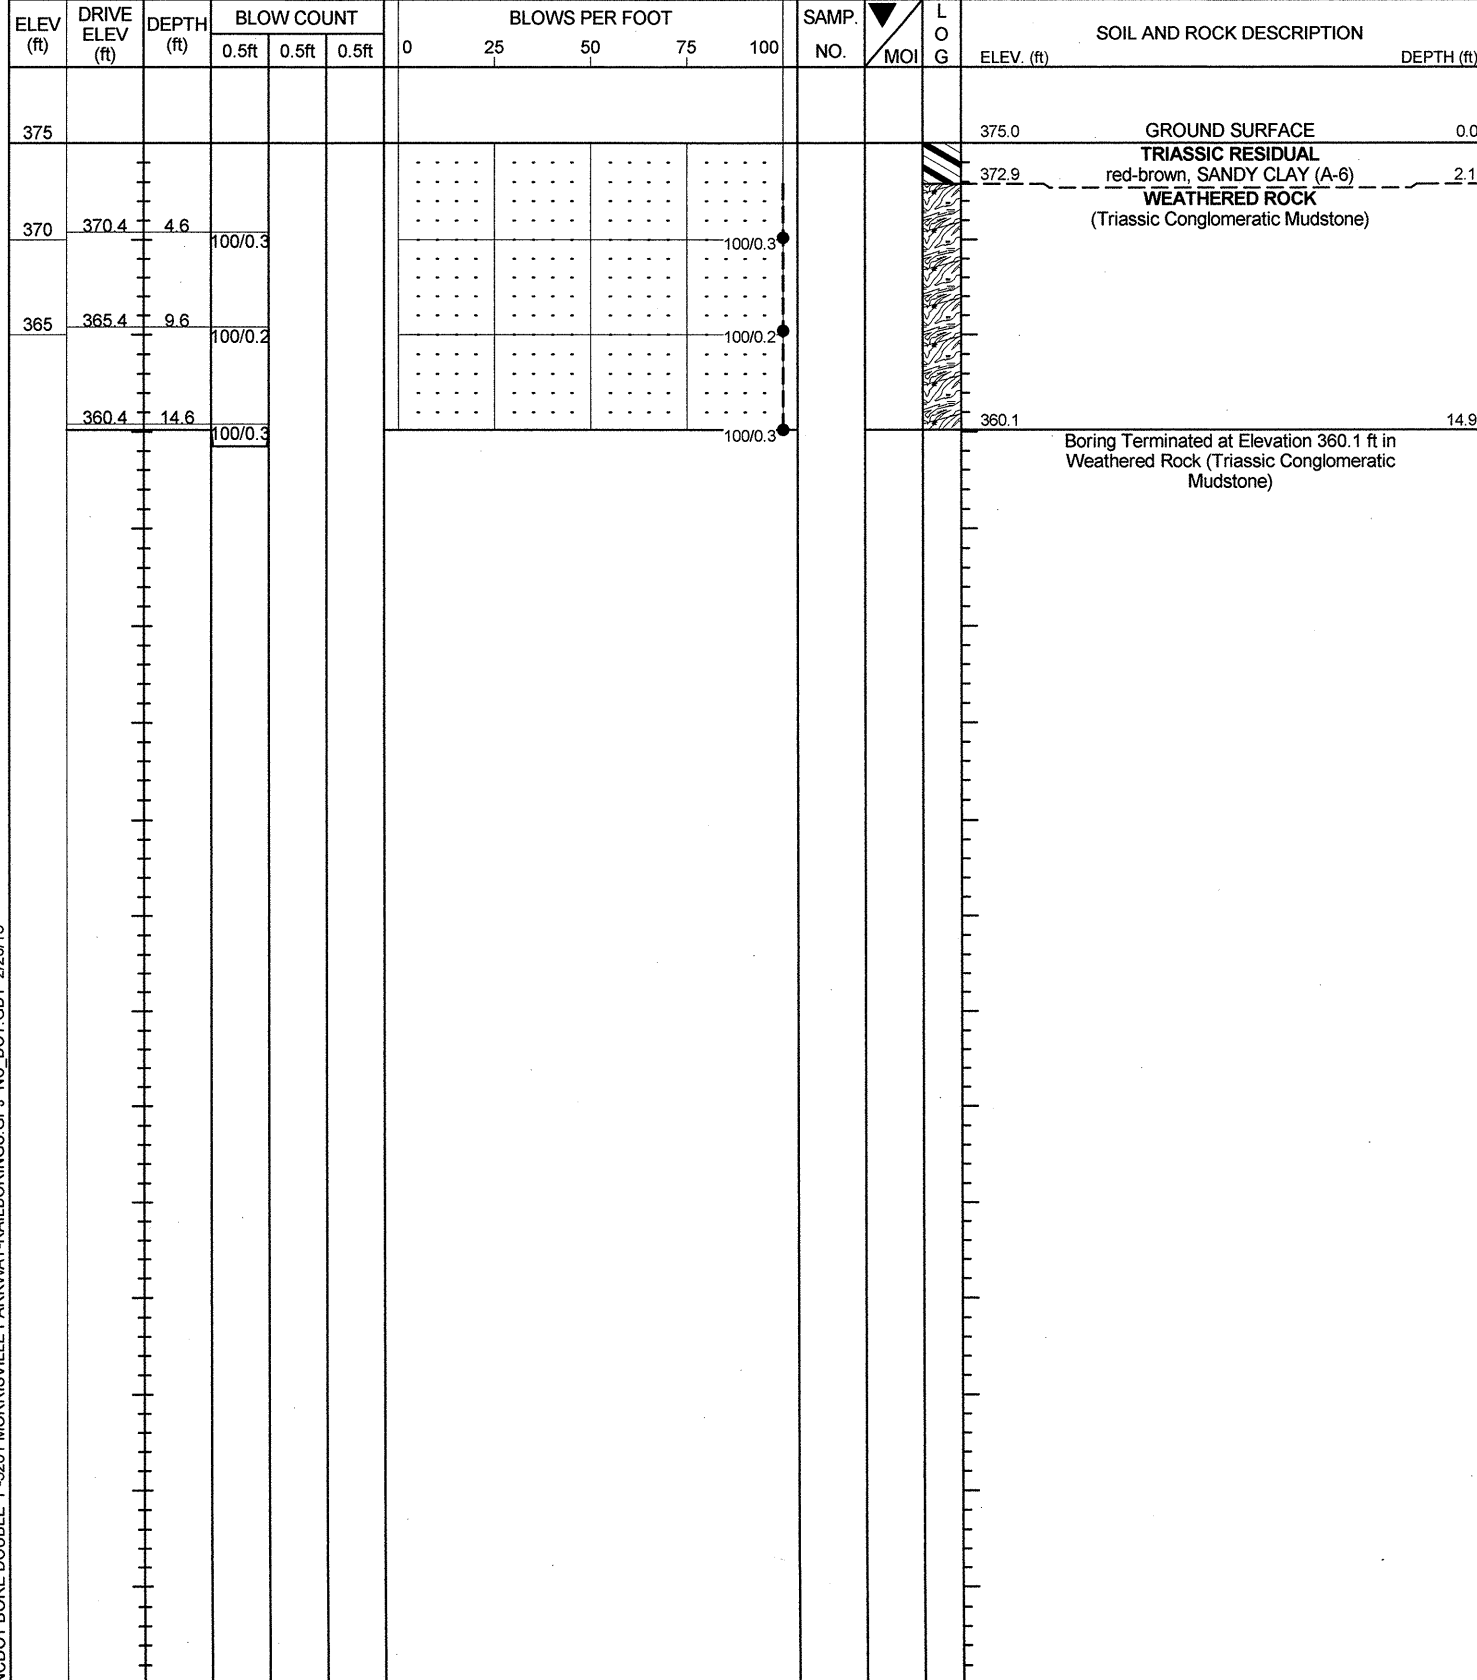 ELEV (ft)
DRIVE ELEV (ft)
DEPTH (ft)
BLOW COUNT
0.5ft 0.5ft 0.5ft
BLOWS PER FOOT
0 25 50 75 100
SAMP. NO.
MOI
LOG
SOIL AND ROCK DESCRIPTION
ELEV. (ft) DEPTH (ft)
375
375.0 GROUND SURFACE 0.0
TRIASSIC RESIDUAL
372.9 red-brown, SANDY CLAY (A-6) 2.1
WEATHERED ROCK
(Triassic Conglomeratic Mudstone)
370 370.4 4.6 100/0.3 100/0.3
365 365.4 9.6 100/0.2 100/0.2
360.4 14.6 100/0.3 100/0.3
360.1 14.9
Boring Terminated at Elevation 360.1 ft in
Weathered Rock (Triassic Conglomeratic
Mudstone)